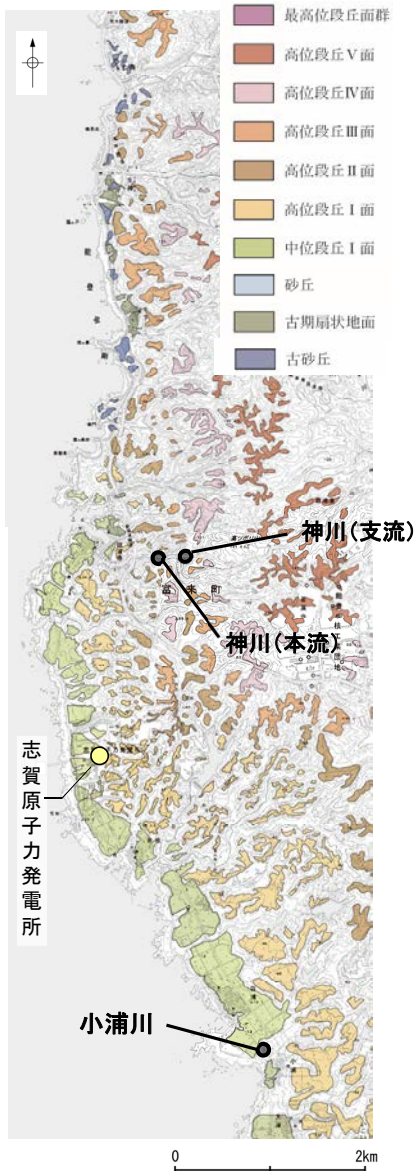 最高位段丘面群
高位段丘Ⅴ面
高位段丘Ⅳ面
高位段丘Ⅲ面
高位段丘Ⅱ面
高位段丘Ⅰ面
中位段丘Ⅰ面
砂丘
古期扇状地面
古砂丘
神川(支流)
富来町
神川(本流)
志賀原子力発電所
小浦川
0 2km